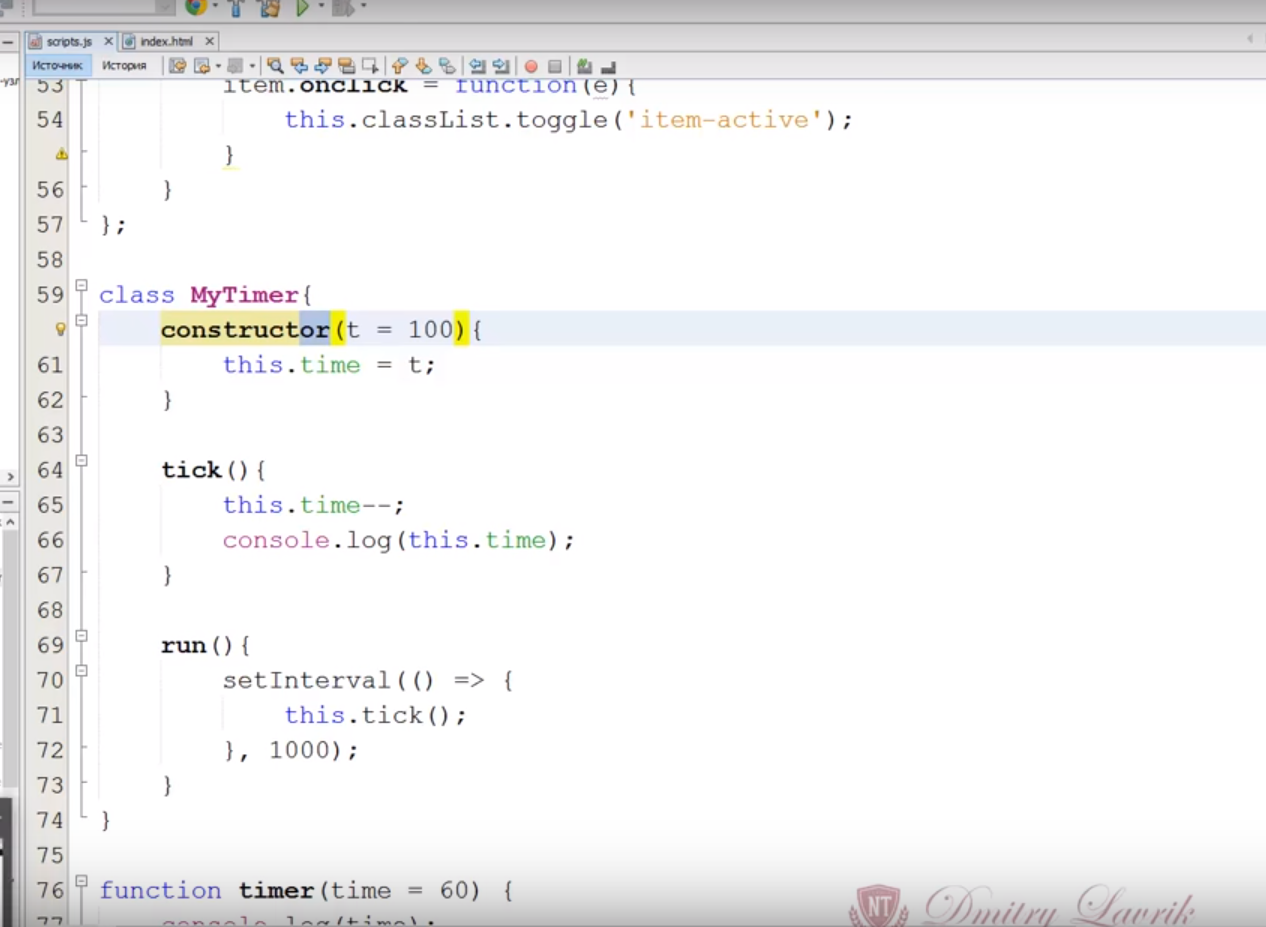 scripts.js
index.html
Источник
История
53 item.onclick = function(e){
54 this.classList.toggle('item-active');
}
56 }
57 };
58
59 class MyTimer{
constructor(t = 100){
61 this.time = t;
62 }
63
64 tick(){
65 this.time--;
66 console.log(this.time);
67 }
68
69 run(){
70 setInterval(() => {
71 this.tick();
72 }, 1000);
73 }
74 }
75
76 function timer(time = 60) {
77 console.log(time);
NT
Dmitry Lavrik